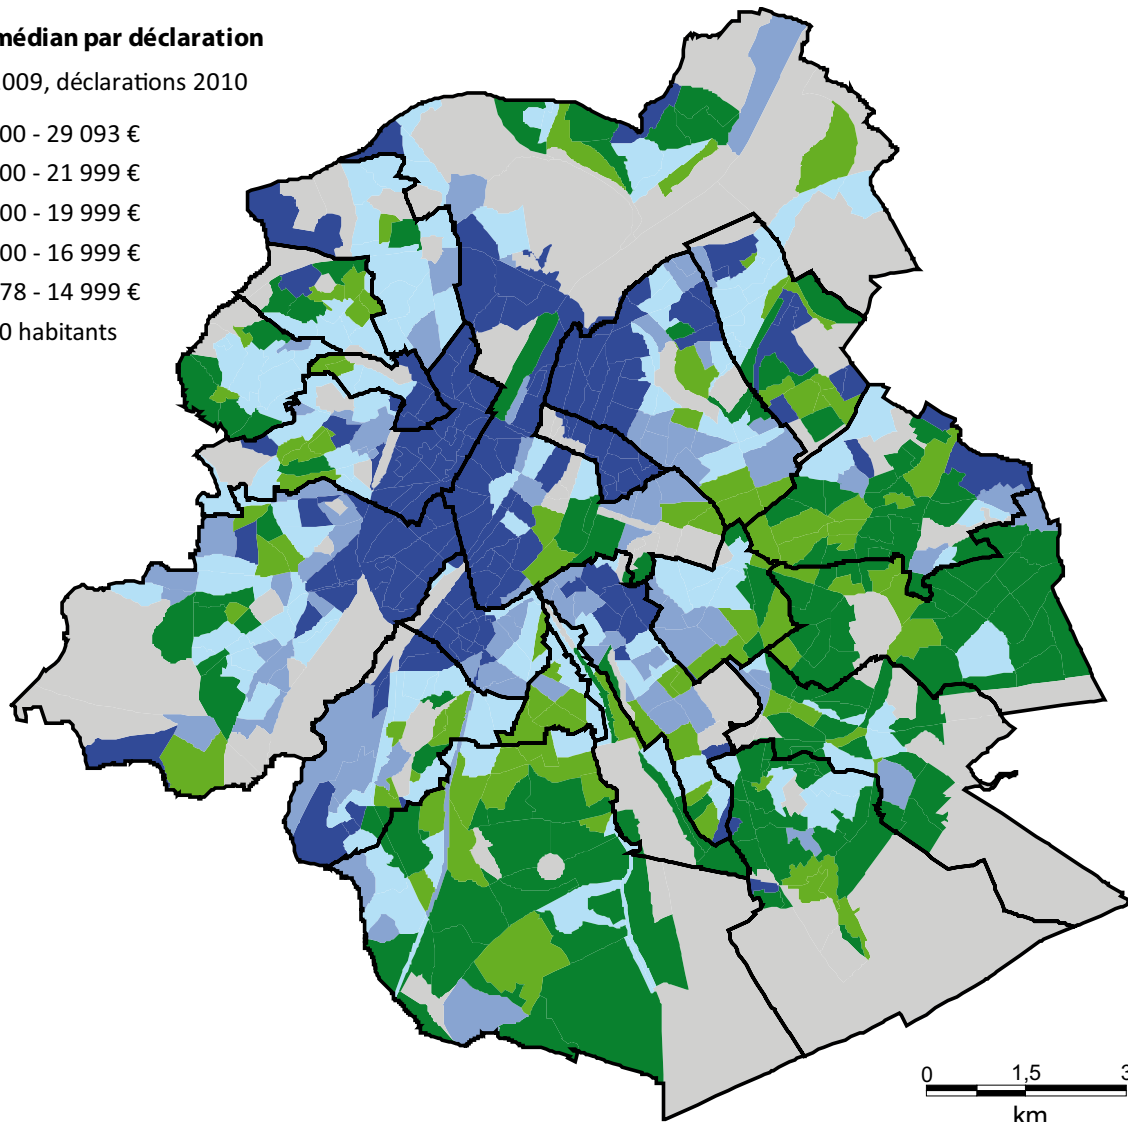 médian par déclaration
009, déclarations 2010
00 - 29 093 €
00 - 21 999 €
00 - 19 999 €
00 - 16 999 €
78 - 14 999 €
0 habitants
0 1,5 3
km